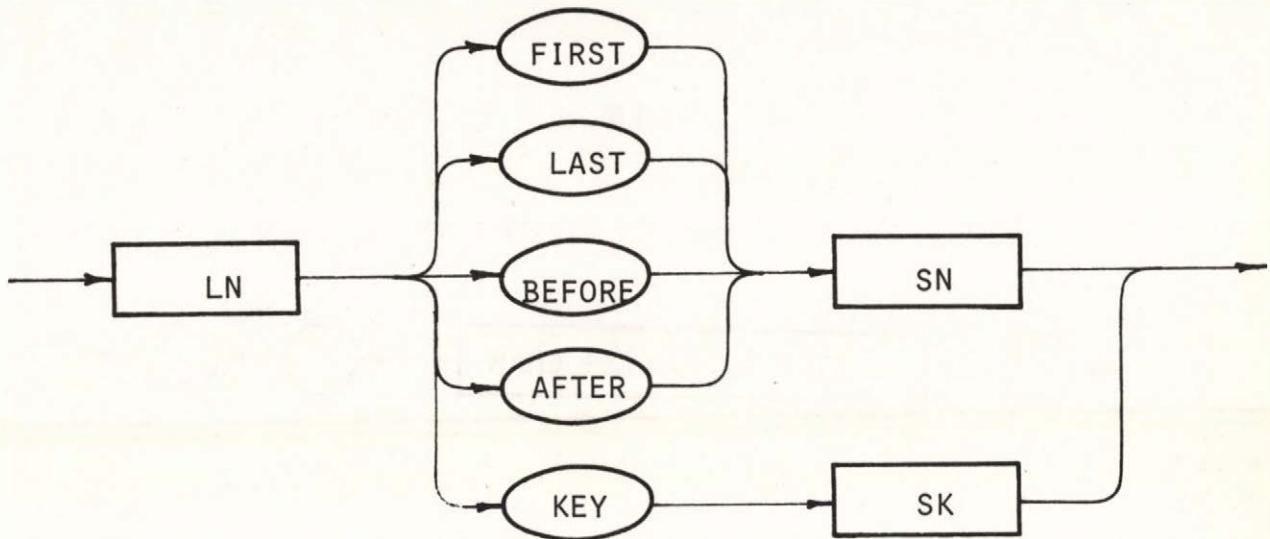 FIRST
LAST
LN
BEFORE
SN
AFTER
KEY
SK